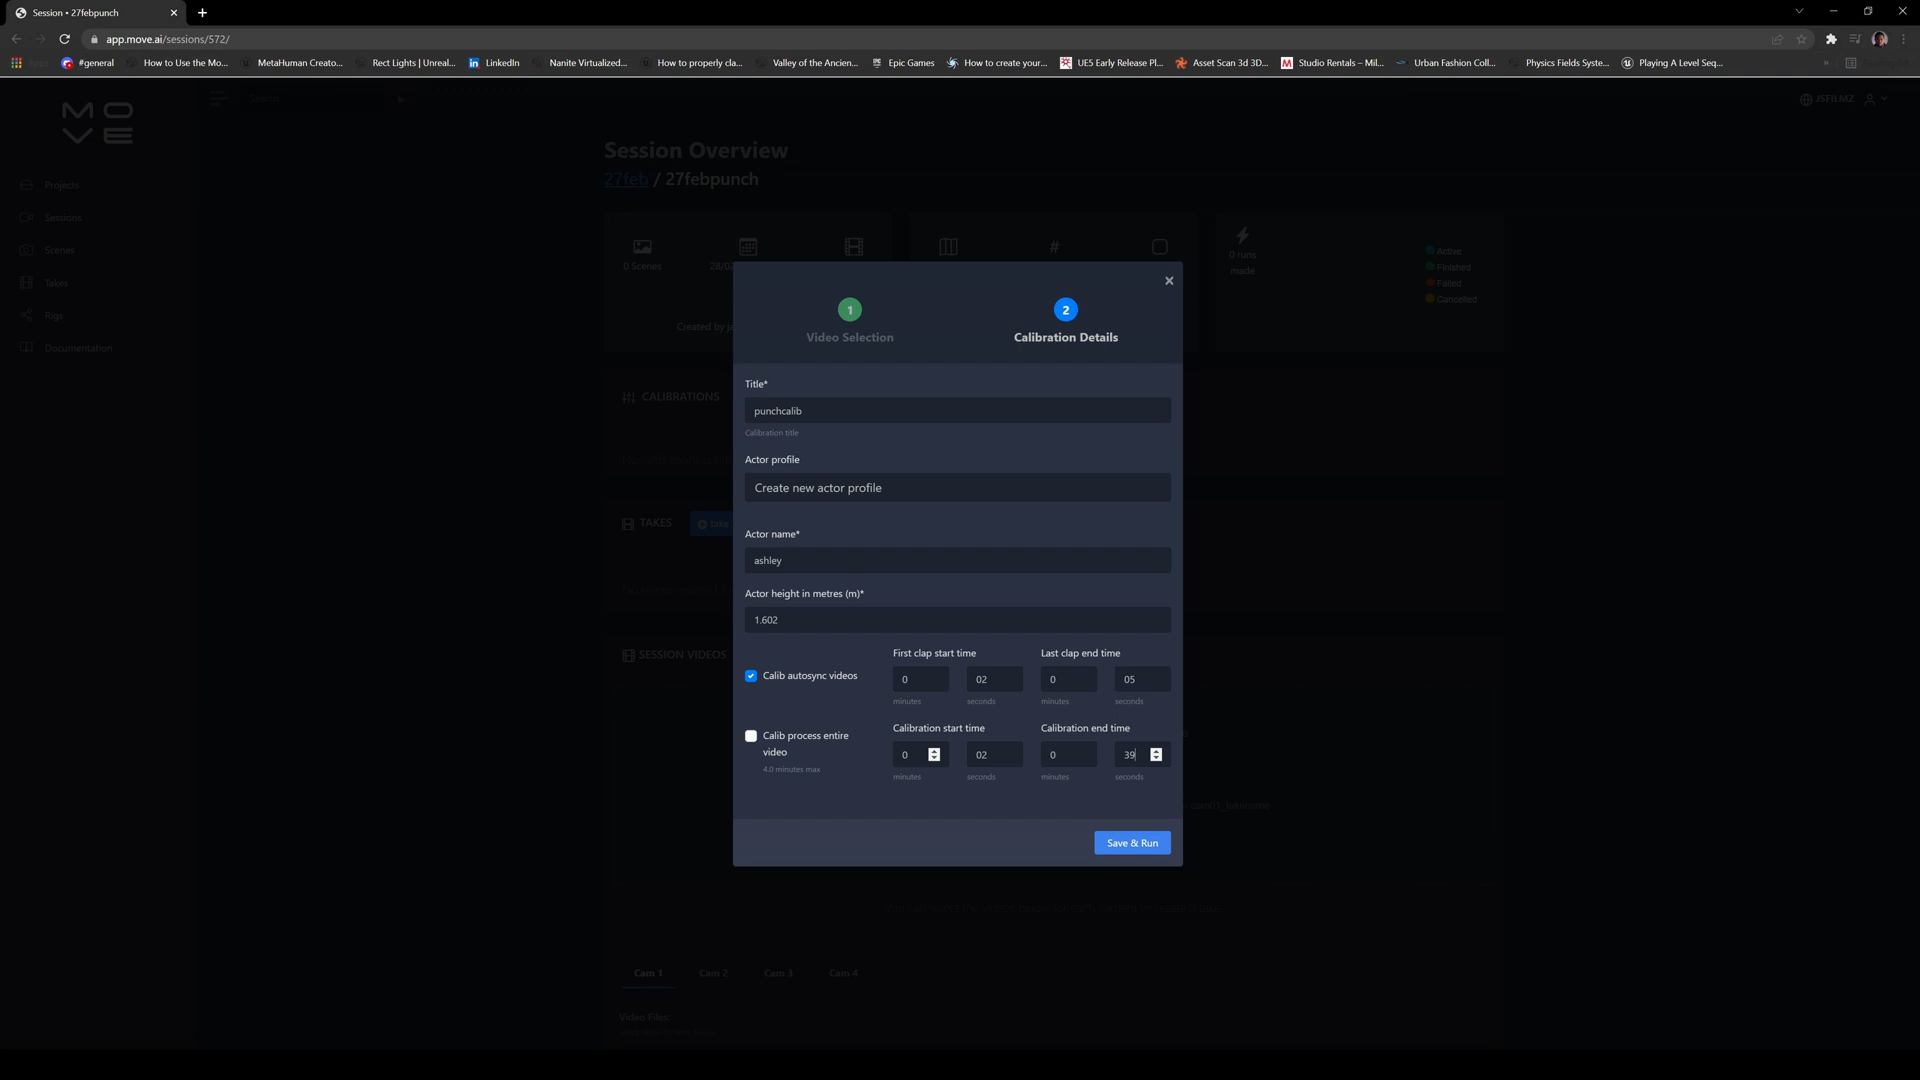 Session • 27febpunch
app.move.ai/sessions/572/
Apps #general How to Use the Mo... MetaHuman Creato... Rect Lights | Unreal... LinkedIn Nanite Virtualized... How to properly cla... Valley of the Ancien... Epic Games How to create your... UE5 Early Release Pl... Asset Scan 3d 3D... Studio Rentals – Mil... Urban Fashion Coll... Physics Fields Syste... Playing A Level Seq... »
MOVE
Search
JSFILMZ
Projects
Sessions
Scenes
Takes
Rigs
Documentation
Session Overview
27feb / 27febpunch
0 Scenes
28/0
#
0 runs
made
Active
Finished
Failed
Cancelled
Created by
CALIBRATIONS
TAKES
take
SESSION VIDEOS
1
2
Video Selection
Calibration Details
Title*
punchcalib
Calibration title
Actor profile
Create new actor profile
Actor name*
ashley
Actor height in metres (m)*
1.602
First clap start time Last clap end time
Calib autosync videos 0 02 0 05
minutes seconds minutes seconds
Calibration start time Calibration end time
Calib process entire
video
4.0 minutes max
0 02 0 39
minutes seconds minutes seconds
Save & Run
Cam 1 Cam 2 Cam 3 Cam 4
Video Files: